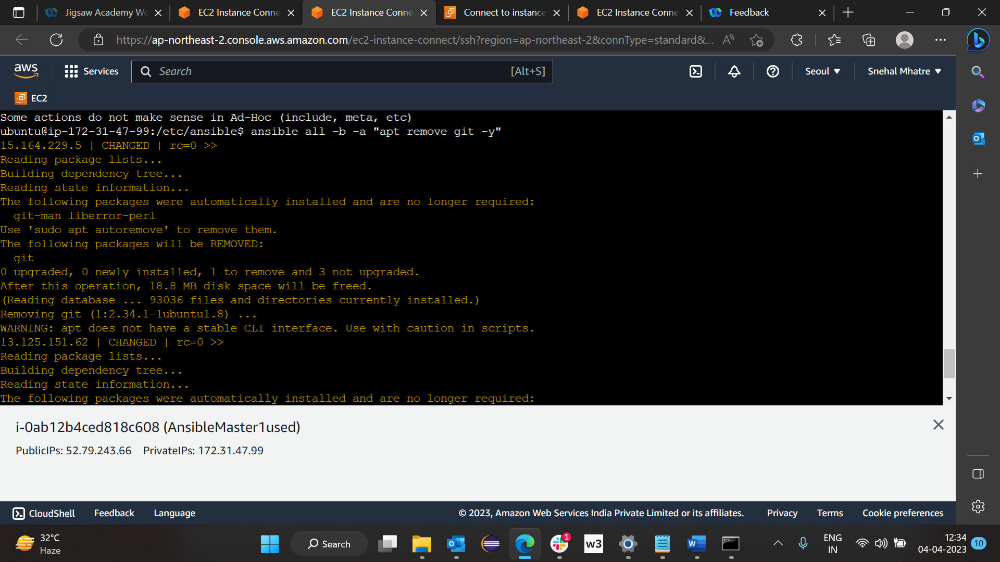 Jigsaw Academy We
EC2 Instance Conne
EC2 Instance Conne
Connect to instance
EC2 Instance Conne
Feedback
https://ap-northeast-2.console.aws.amazon.com/ec2-instance-connect/ssh?region=ap-northeast-2&connType=standard&...
aws
Services
Search
[Alt+S]
Seoul
Snehal Mhatre
EC2
Some actions do not make sense in Ad-Hoc (include, meta, etc)
ubuntu@ip-172-31-47-99:/etc/ansible$ ansible all -b -a "apt remove git -y"
15.164.229.5 | CHANGED | rc=0 >>
Reading package lists...
Building dependency tree...
Reading state information...
The following packages were automatically installed and are no longer required:
git-man liberror-perl
Use 'sudo apt autoremove' to remove them.
The following packages will be REMOVED:
git
0 upgraded, 0 newly installed, 1 to remove and 3 not upgraded.
After this operation, 18.8 MB disk space will be freed.
(Reading database ... 93036 files and directories currently installed.)
Removing git (1:2.34.1-1ubuntu1.8) ...
WARNING: apt does not have a stable CLI interface. Use with caution in scripts.
13.125.151.62 | CHANGED | rc=0 >>
Reading package lists...
Building dependency tree...
Reading state information...
The following packages were automatically installed and are no longer required:
i-0ab12b4ced818c608 (AnsibleMaster1used)
PublicIPs: 52.79.243.66 PrivateIPs: 172.31.47.99
CloudShell
Feedback
Language
© 2023, Amazon Web Services India Private Limited or its affiliates.
Privacy
Terms
Cookie preferences
32°C
Haze
Search
1
w3
ENG
IN
12:34
04-04-2023
10